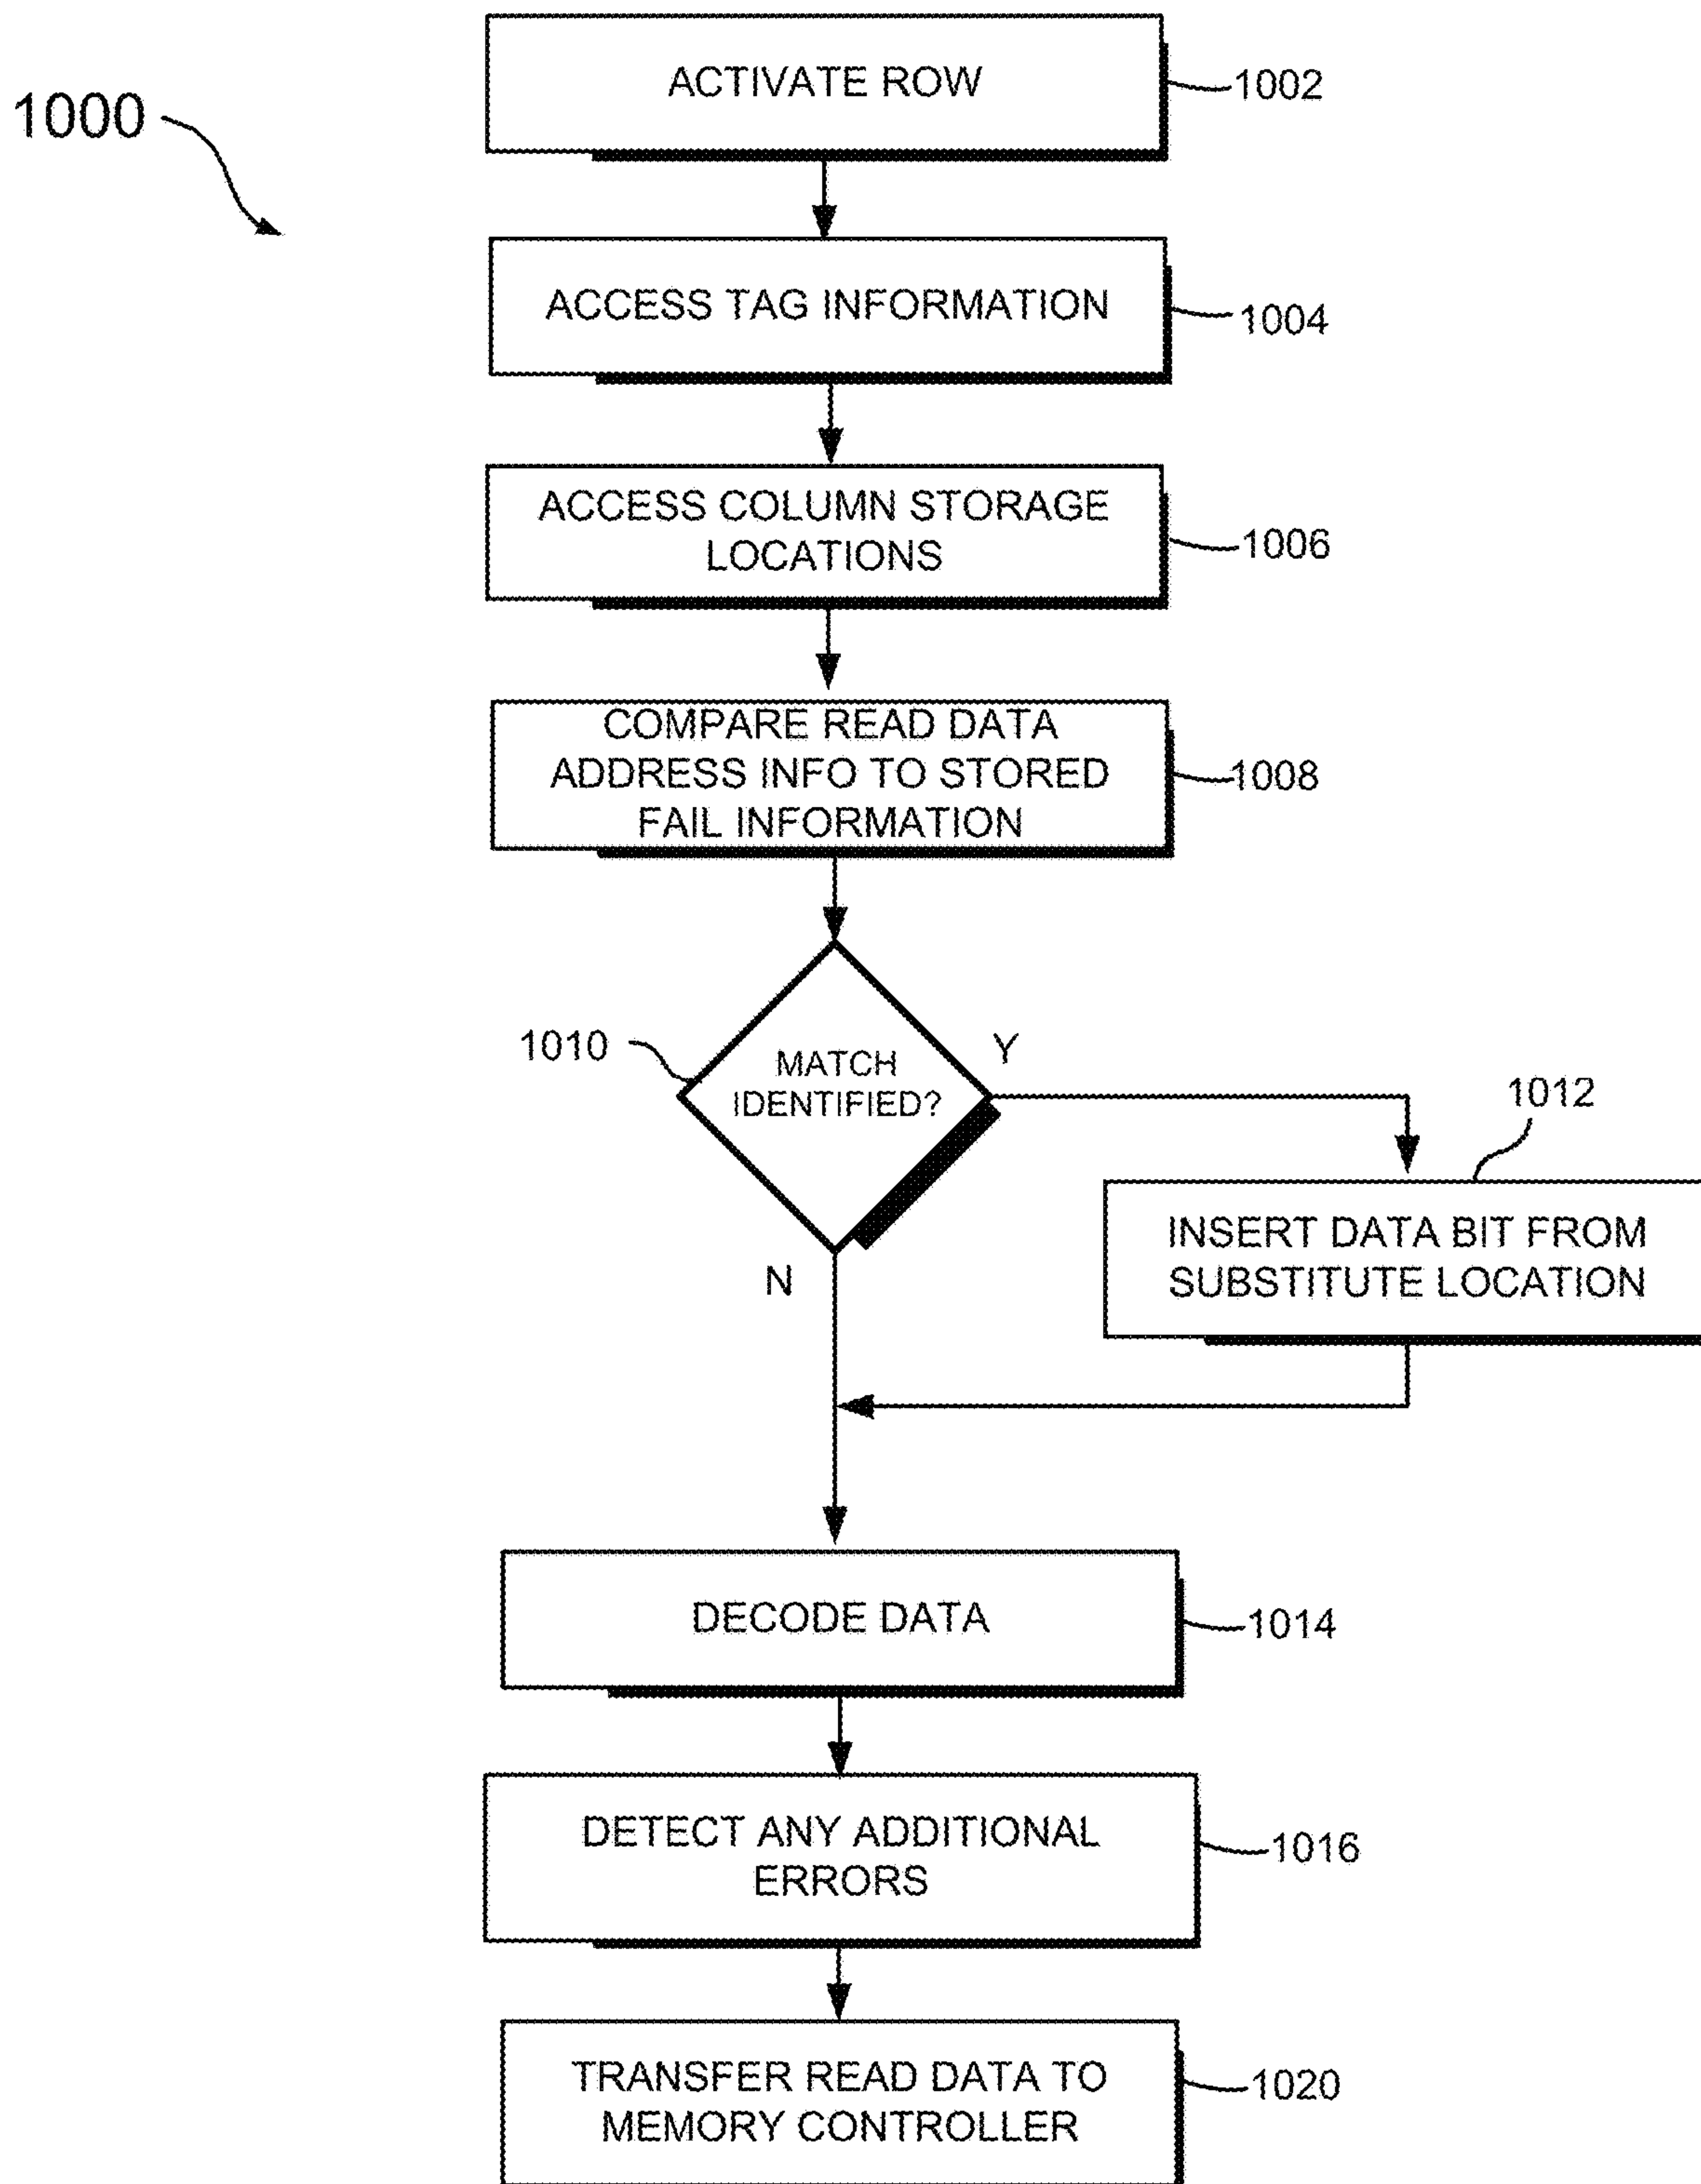 ACTIVATE ROW
1002
1000
ACCESS TAG INFORMATION
1004
ACCESS COLUMN STORAGE
LOCATIONS
1006
COMPARE READ DATA
ADDRESS INFO TO STORED
FAIL INFORMATION
1008
1010
MATCH
IDENTIFIED?
Y
1012
INSERT DATA BIT FROM
SUBSTITUTE LOCATION
N
DECODE DATA
1014
DETECT ANY ADDITIONAL
ERRORS
1016
TRANSFER READ DATA TO
MEMORY CONTROLLER
1020